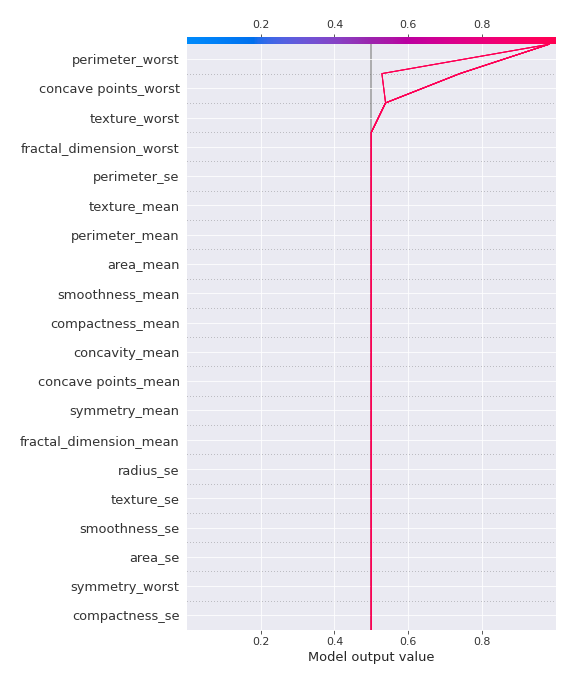 0.2 0.4 0.6 0.8
perimeter_worst
concave points_worst
texture_worst
fractal_dimension_worst
perimeter_se
texture_mean
perimeter_mean
area_mean
smoothness_mean
compactness_mean
concavity_mean
concave points_mean
symmetry_mean
fractal_dimension_mean
radius_se
texture_se
smoothness_se
area_se
symmetry_worst
compactness_se
0.2 0.4 0.6 0.8
Model output value